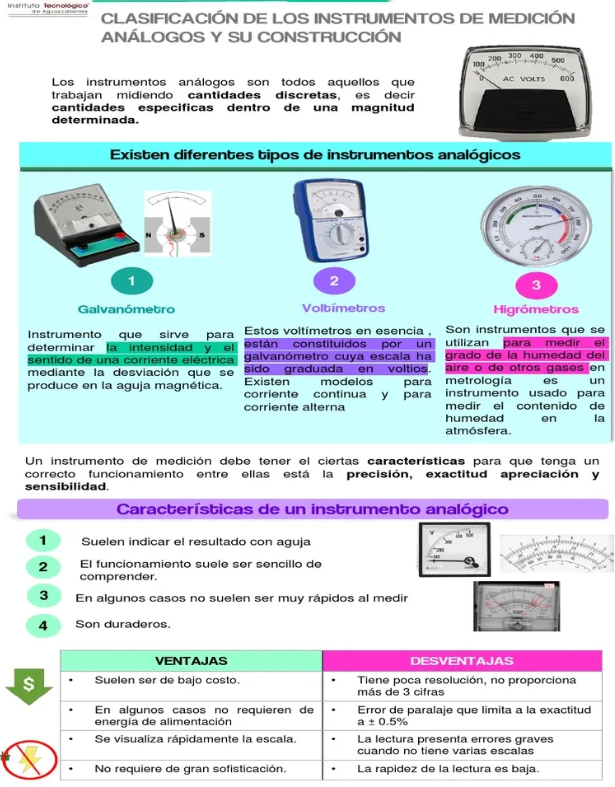 Instituto Tecnológico
de Aguascalientes
CLASIFICACIÓN DE LOS INSTRUMENTOS DE MEDICIÓN
ANÁLOGOS Y SU CONSTRUCCIÓN
Los instrumentos análogos son todos aquellos que
trabajan midiendo cantidades discretas, es decir
cantidades especificas dentro de una magnitud
determinada.
100 200 300 400 500
0 AC VOLTS 600
Existen diferentes tipos de instrumentos analógicos
N S
1
Galvanómetro
Instrumento que sirve para
determinar la intensidad y el
sentido de una corriente eléctrica
mediante la desviación que se
produce en la aguja magnética.
2
Voltímetros
Estos voltímetros en esencia ,
están constituidos por un
galvanómetro cuya escala ha
sido graduada en voltios.
Existen modelos para
corriente continua y para
corriente alterna
3
Higrómetros
Son instrumentos que se
utilizan para medir el
grado de la humedad del
aire o de otros gases en
metrología es un
instrumento usado para
medir el contenido de
humedad en la
atmósfera.
Un instrumento de medición debe tener el ciertas características para que tenga un
correcto funcionamiento entre ellas está la precisión, exactitud apreciación y
sensibilidad.
Características de un instrumento analógico
1 Suelen indicar el resultado con aguja
2 El funcionamiento suele ser sencillo de
comprender.
3 En algunos casos no suelen ser muy rápidos al medir
4 Son duraderos.
V
$
VENTAJAS DESVENTAJAS
• Suelen ser de bajo costo. • Tiene poca resolución, no proporciona
más de 3 cifras
• En algunos casos no requieren de • Error de paralaje que limita a la exactitud
energía de alimentación a ± 0.5%
• Se visualiza rápidamente la escala. • La lectura presenta errores graves
cuando no tiene varias escalas
• No requiere de gran sofisticación. • La rapidez de la lectura es baja.